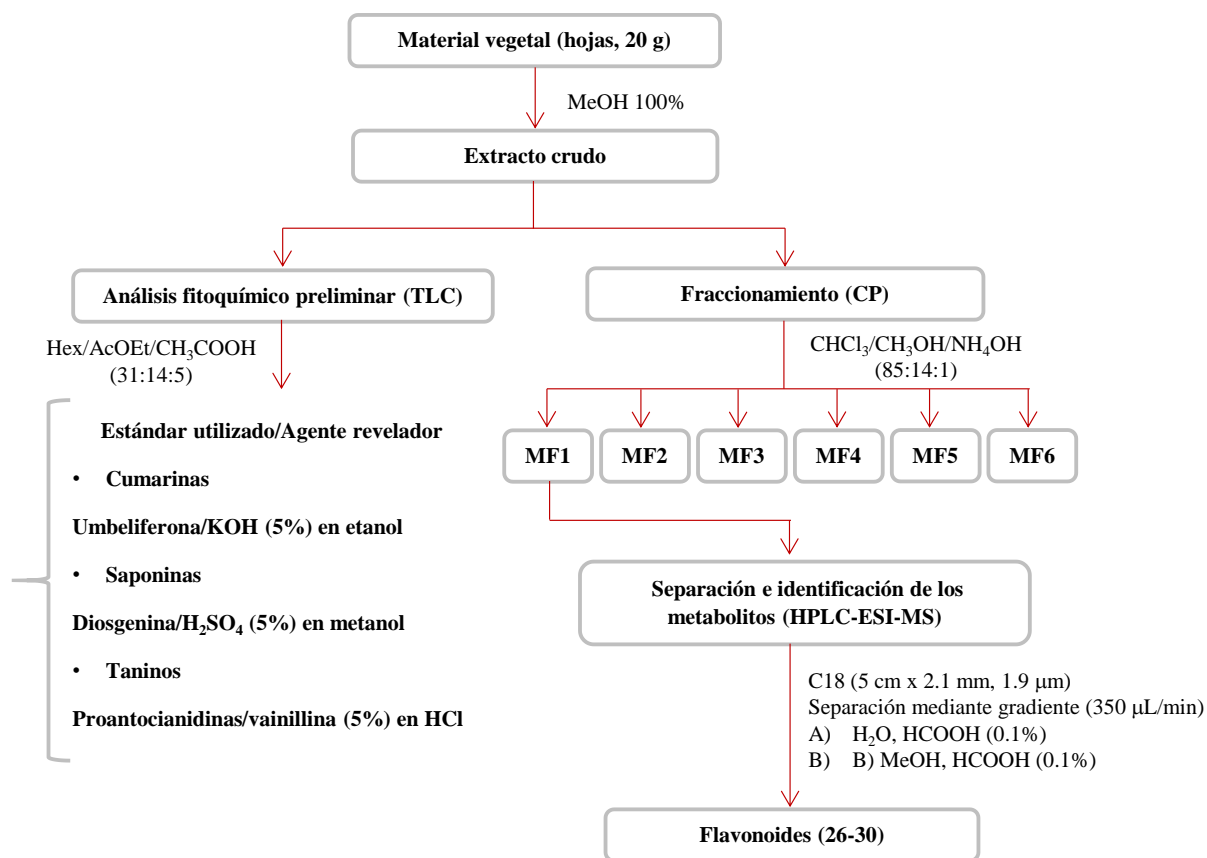 Material vegetal (hojas, 20 g)
MeOH 100%
Extracto crudo
Análisis fitoquímico preliminar (TLC)
Hex/AcOEt/CH₃COOH
(31:14:5)
Estándar utilizado/Agente revelador
• Cumarinas
Umbeliferona/KOH (5%) en etanol
• Saponinas
Diosgenina/H₂SO₄ (5%) en metanol
• Taninos
Proantocianidinas/vainillina (5%) en HCl
Fraccionamiento (CP)
CHCl₃/CH₃OH/NH₄OH
(85:14:1)
MF1 MF2 MF3 MF4 MF5 MF6
Separación e identificación de los
metabolitos (HPLC-ESI-MS)
C18 (5 cm x 2.1 mm, 1.9 μm)
Separación mediante gradiente (350 μL/min)
A) H₂O, HCOOH (0.1%)
B) B) MeOH, HCOOH (0.1%)
Flavonoides (26-30)